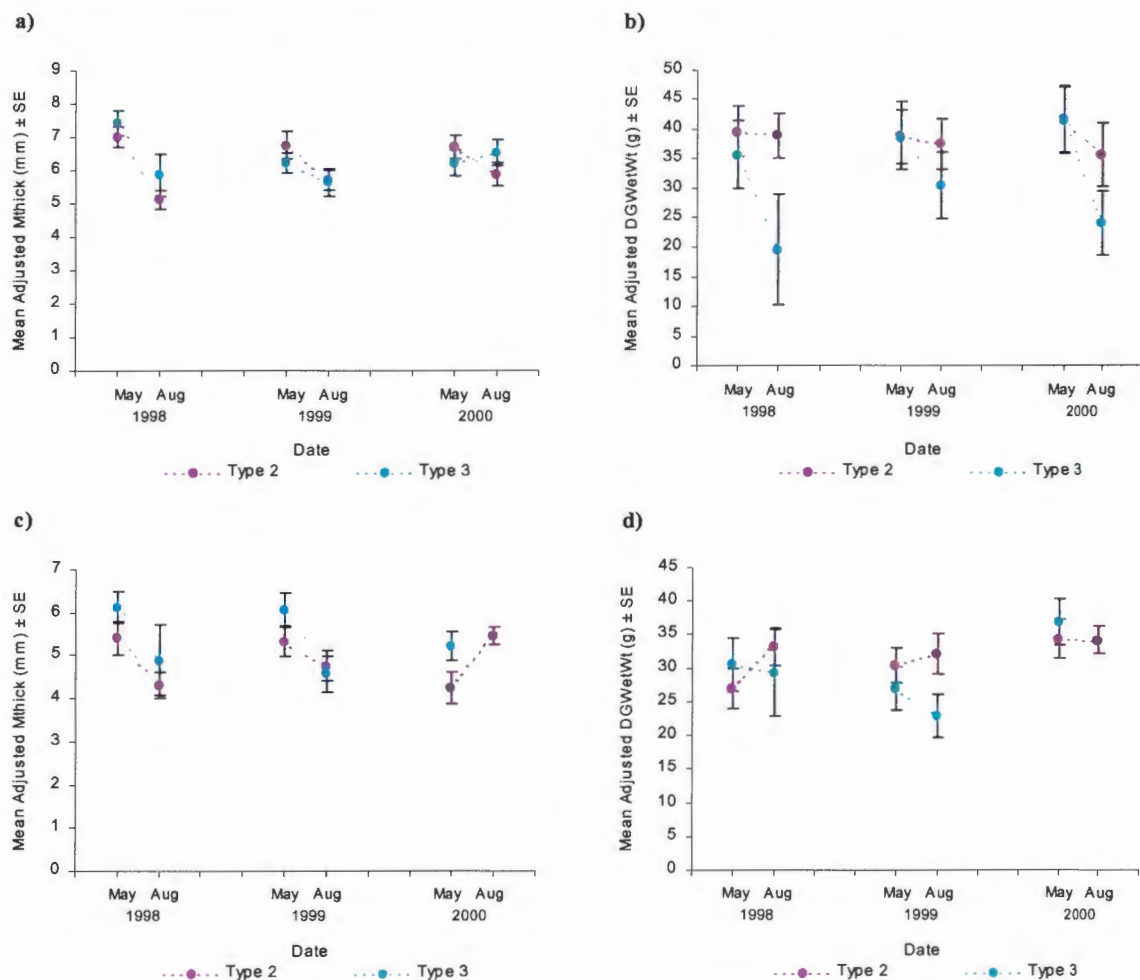 a)
Mean Adjusted Mthick (mm) ± SE
9
8
7
6
5
4
3
2
1
0
May Aug May Aug May Aug
1998 1999 2000
Date
Type 2 Type 3
b)
Mean Adjusted DGWetWt (g) ± SE
50
45
40
35
30
25
20
15
10
5
0
May Aug May Aug May Aug
1998 1999 2000
Date
Type 2 Type 3
c)
Mean Adjusted Mthick (mm) ± SE
7
6
5
4
3
2
1
0
May Aug May Aug May Aug
1998 1999 2000
Date
Type 2 Type 3
d)
Mean Adjusted DGWetWt (g) ± SE
45
40
35
30
25
20
15
10
5
0
May Aug May Aug May Aug
1998 1999 2000
Date
Type 2 Type 3